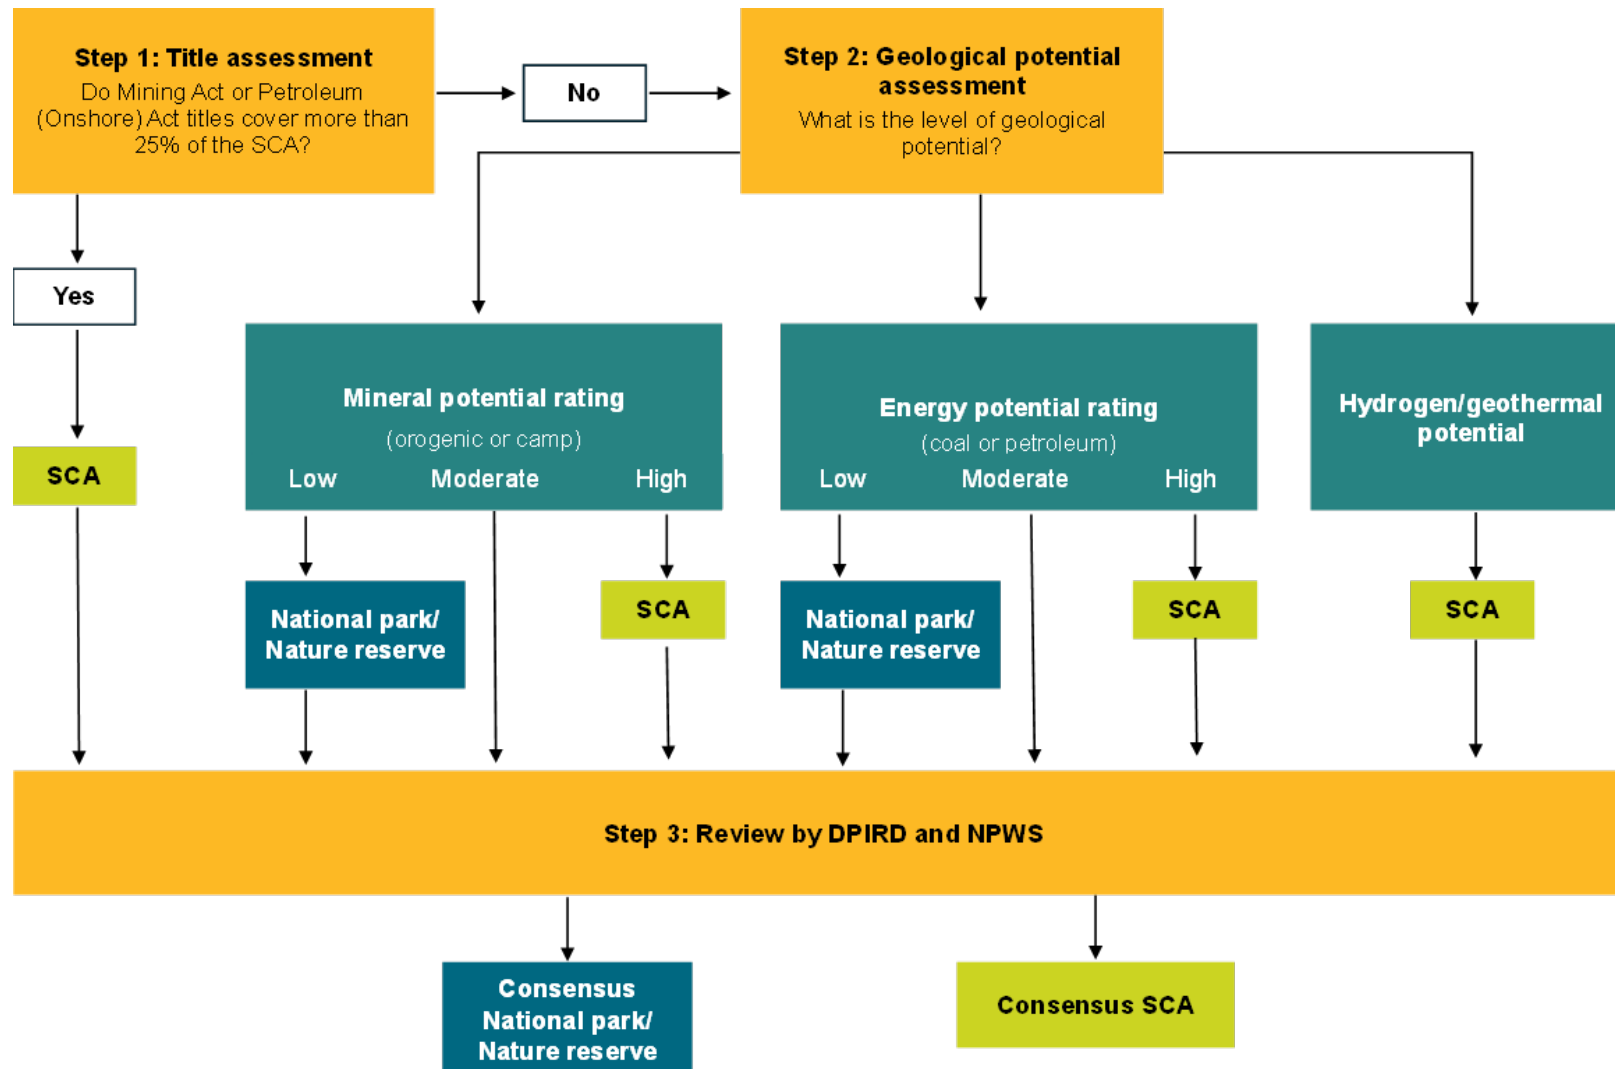 Step 1: Title assessment
Do Mining Act or Petroleum
(Onshore) Act titles cover more than
25% of the SCA?
No
Step 2: Geological potential
assessment
What is the level of geological
potential?
Yes
SCA
Mineral potential rating
(orogenic or camp)
Low
Moderate
High
Energy potential rating
(coal or petroleum)
Low
Moderate
High
Hydrogen/geothermal
potential
National park/
Nature reserve
SCA
National park/
Nature reserve
SCA
SCA
Step 3: Review by DPIRD and NPWS
Consensus
National park/
Nature reserve
Consensus SCA